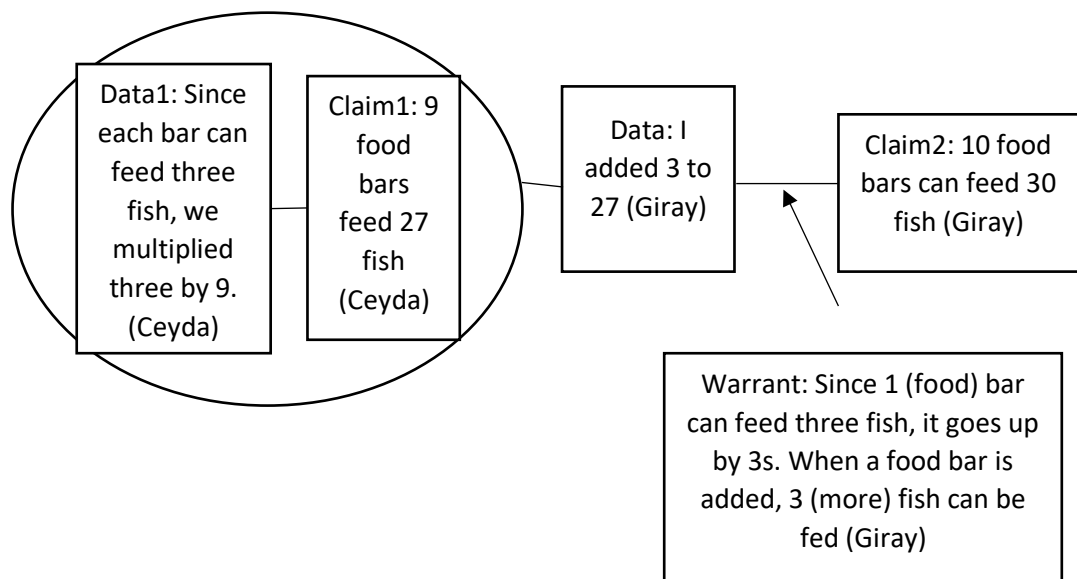 Data1: Since
each bar can
feed three
fish, we
multiplied
three by 9.
(Ceyda)
Claim1: 9
food
bars
feed 27
fish
(Ceyda)
Data: I
added 3 to
27 (Giray)
Claim2: 10 food
bars can feed 30
fish (Giray)
Warrant: Since 1 (food) bar
can feed three fish, it goes up
by 3s. When a food bar is
added, 3 (more) fish can be
fed (Giray)